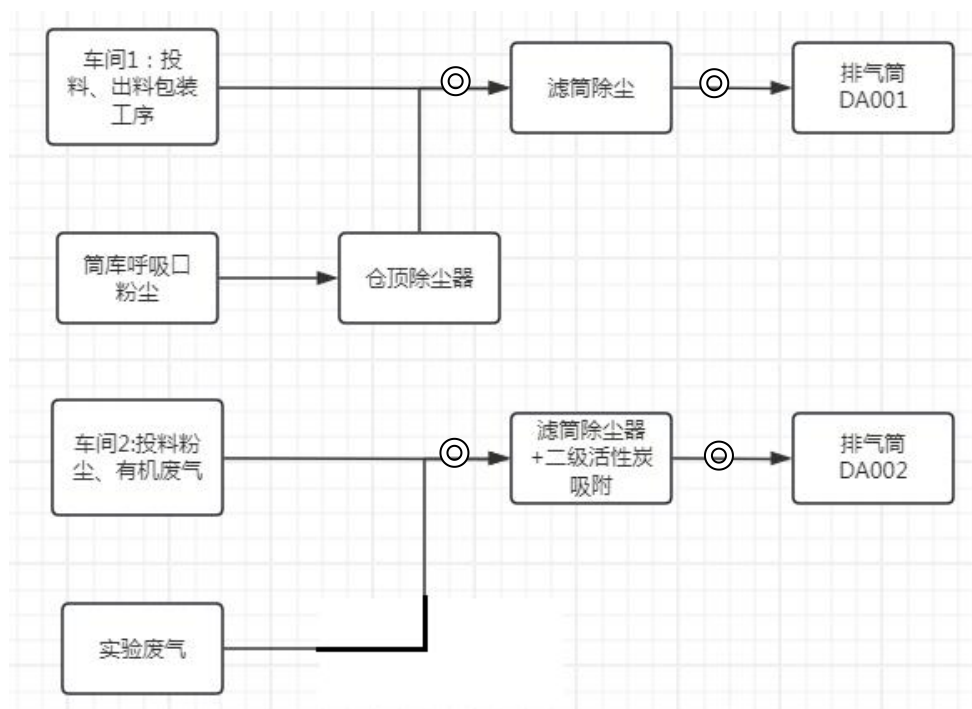 车间1：投
料、出料包装
工序
滤筒除尘
排气筒
DA001
筒库呼吸口
粉尘
仓顶除尘器
车间2:投料粉
尘、有机废气
滤筒除尘器
+二级活性炭
吸附
排气筒
DA002
实验废气